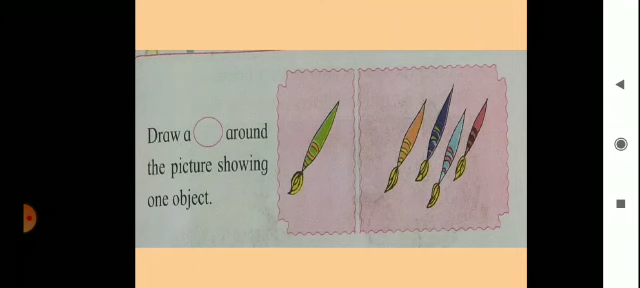 Draw a around
the picture showing
one object.